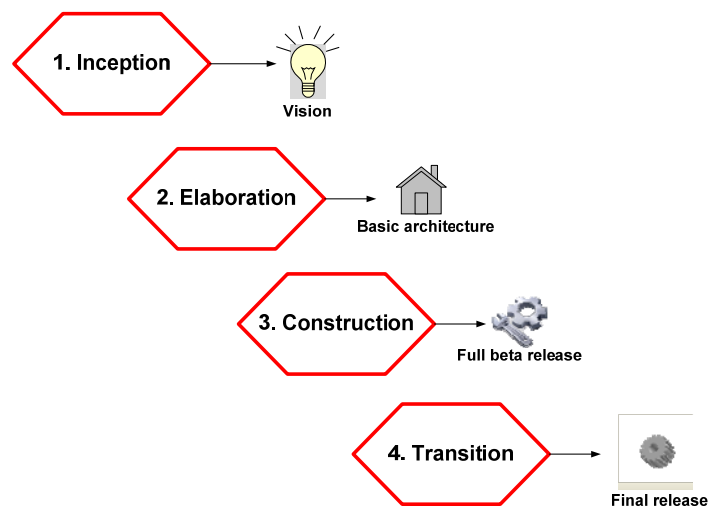 1. Inception
Vision
2. Elaboration
Basic architecture
3. Construction
Full beta release
4. Transition
Final release